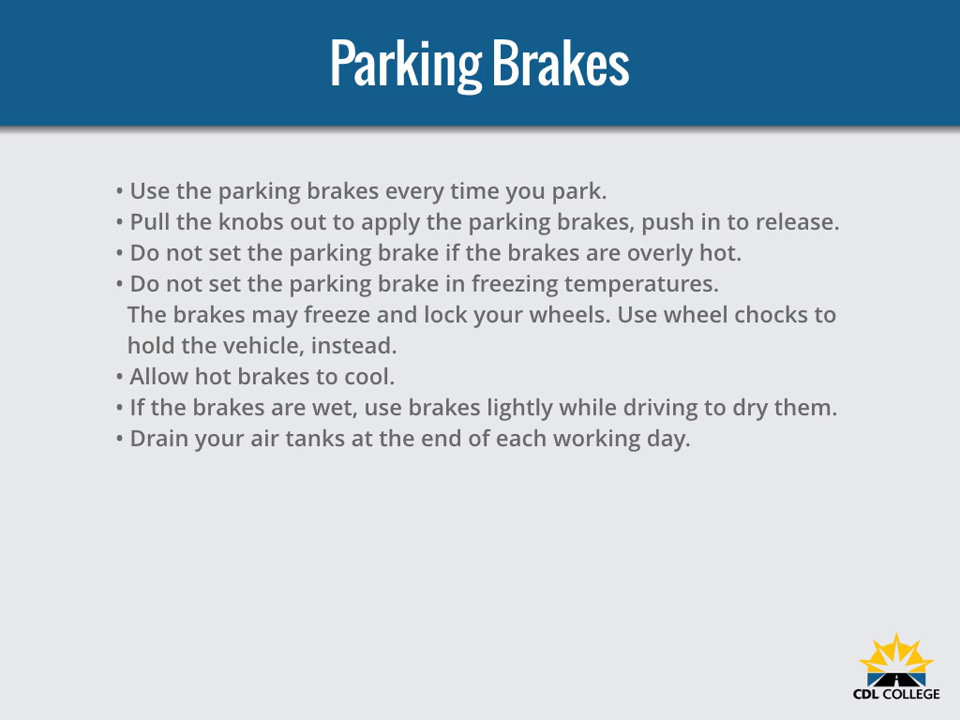 Parking Brakes
• Use the parking brakes every time you park.
• Pull the knobs out to apply the parking brakes, push in to release.
• Do not set the parking brake if the brakes are overly hot.
• Do not set the parking brake in freezing temperatures.
The brakes may freeze and lock your wheels. Use wheel chocks to
hold the vehicle, instead.
• Allow hot brakes to cool.
• If the brakes are wet, use brakes lightly while driving to dry them.
• Drain your air tanks at the end of each working day.
CDL COLLEGE